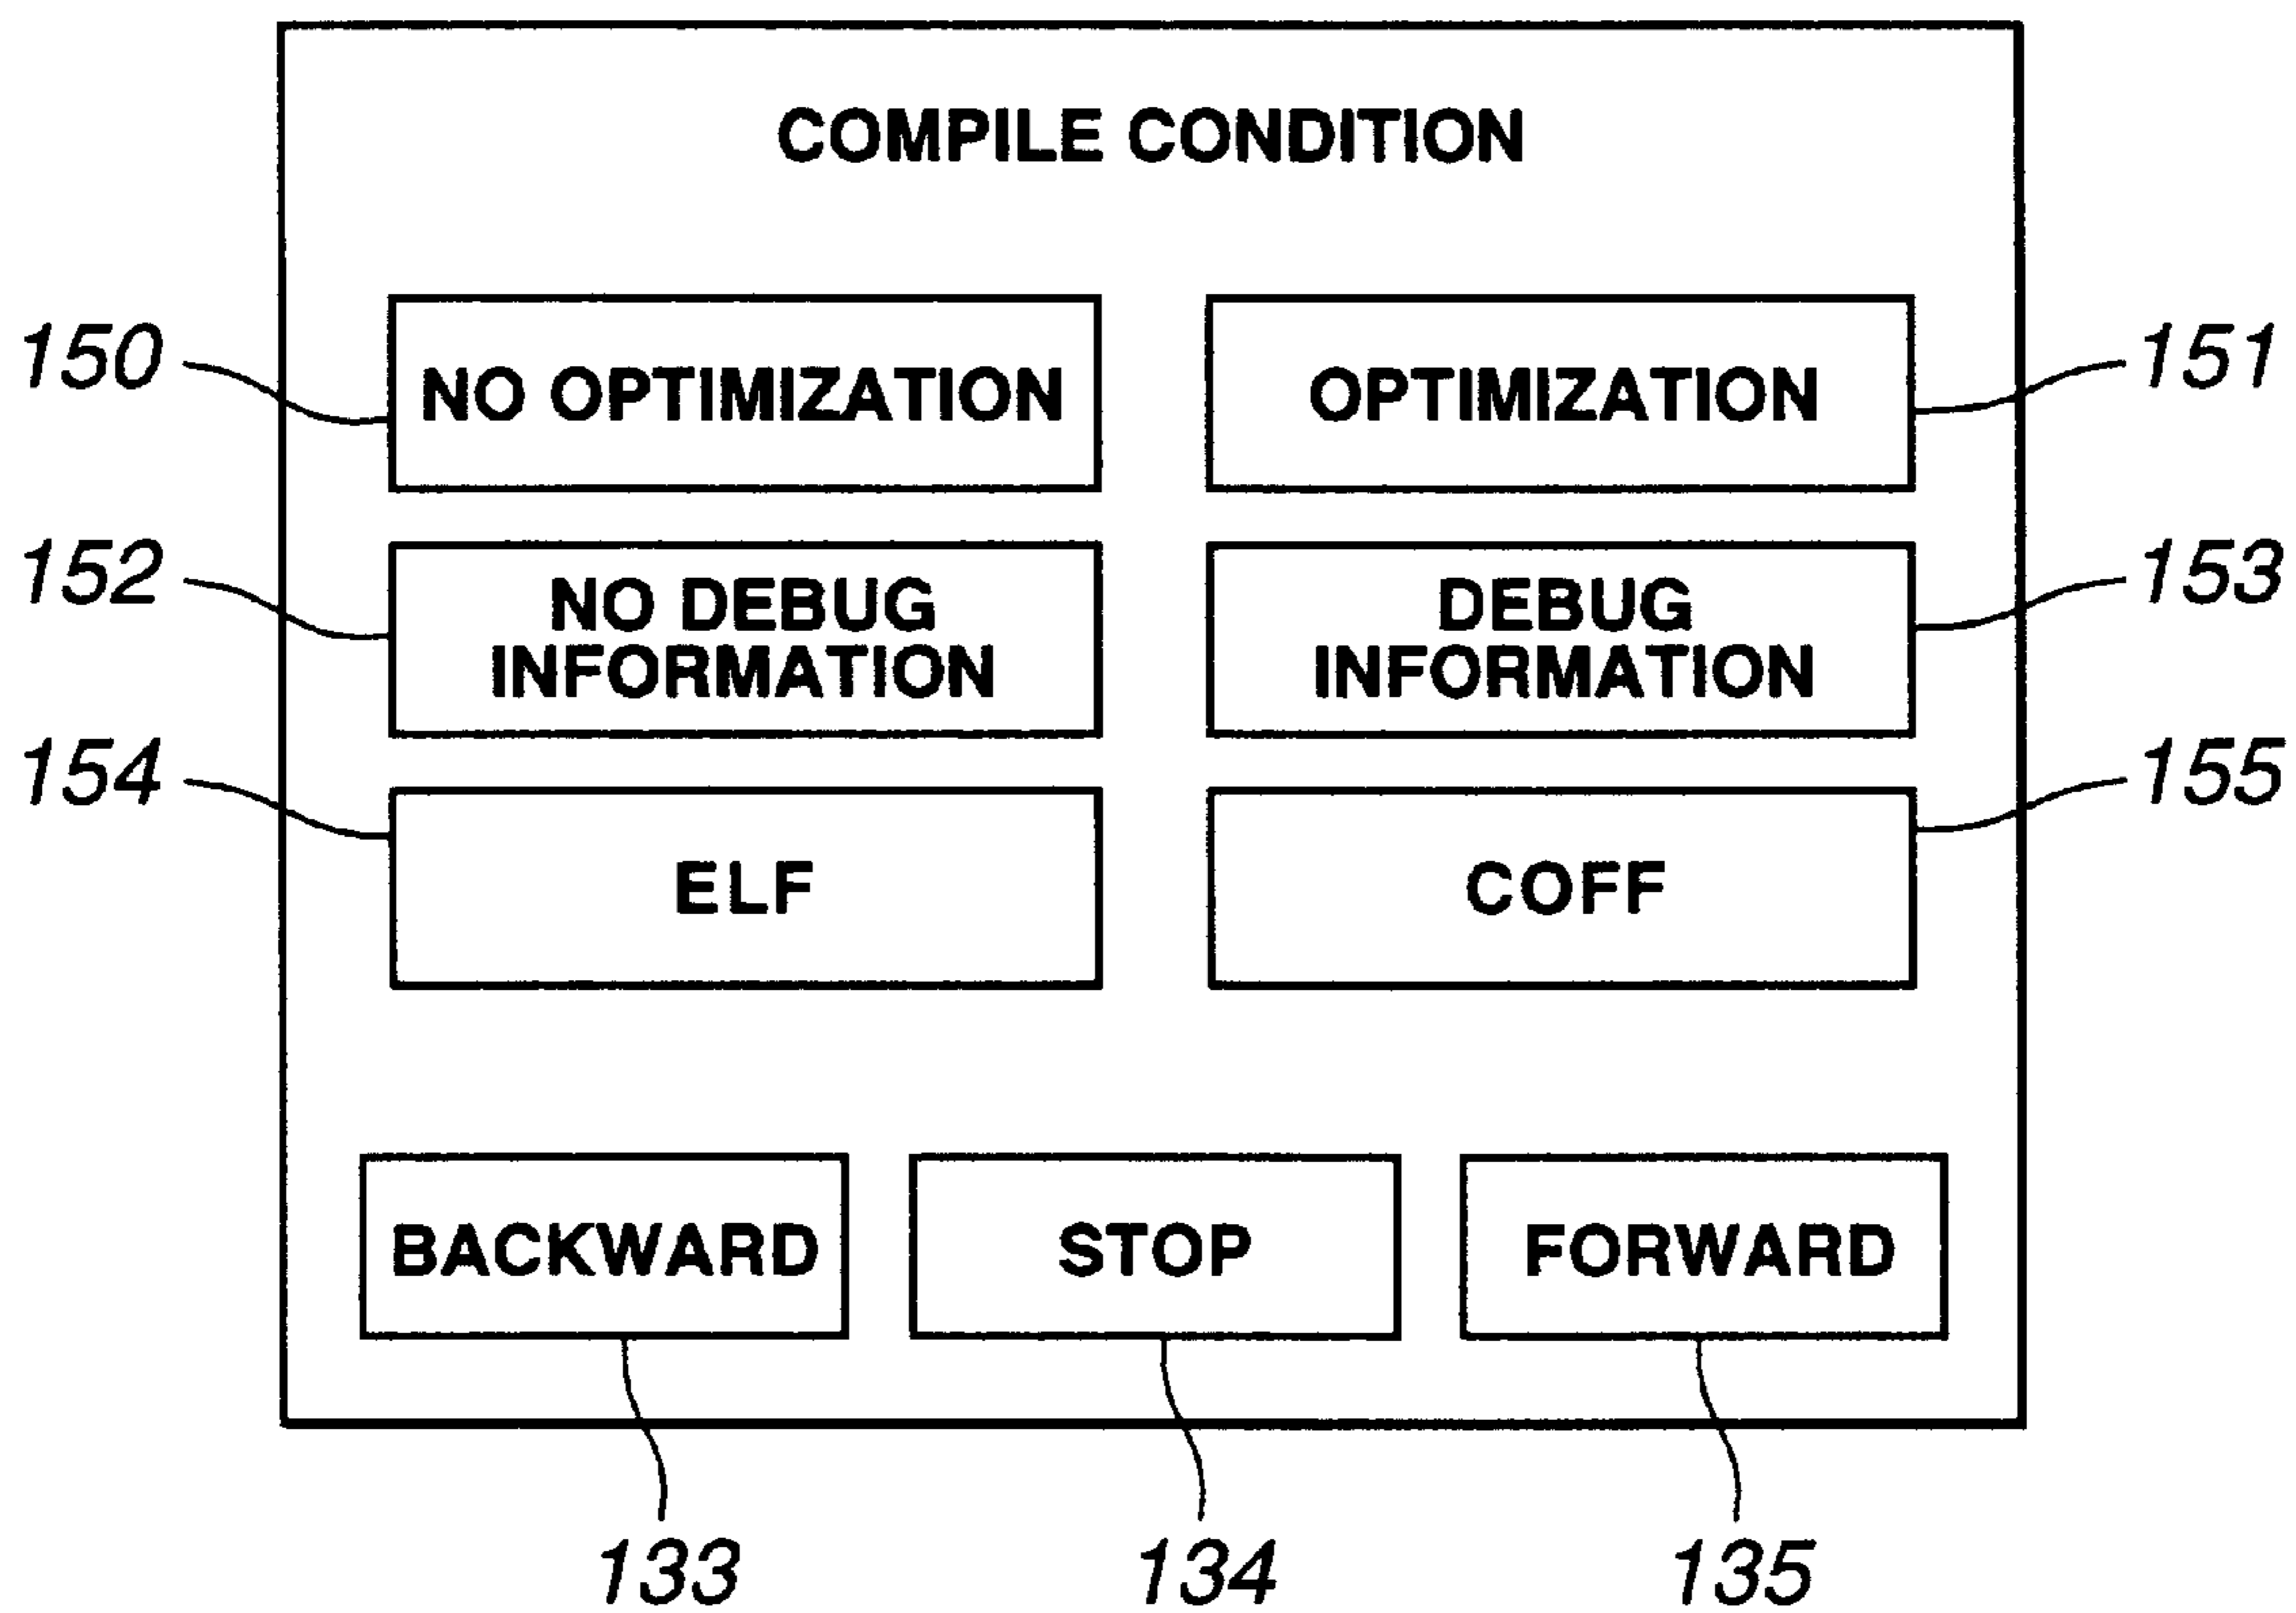 COMPILE CONDITION
150
NO OPTIMIZATION
OPTIMIZATION
151
152
NO DEBUG
INFORMATION
DEBUG
INFORMATION
153
154
ELF
COFF
155
BACKWARD
STOP
FORWARD
133
134
135